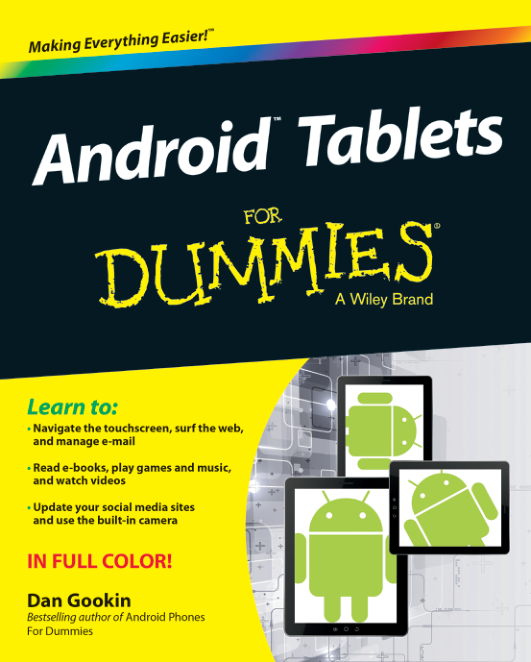 Making Everything Easier!™
Android™ Tablets
FOR
DUMMIES®
A Wiley Brand
Learn to:
• Navigate the touchscreen, surf the web,
and manage e-mail
• Read e-books, play games and music,
and watch videos
• Update your social media sites
and use the built-in camera
IN FULL COLOR!
Dan Gookin
Bestselling author of Android Phones
For Dummies